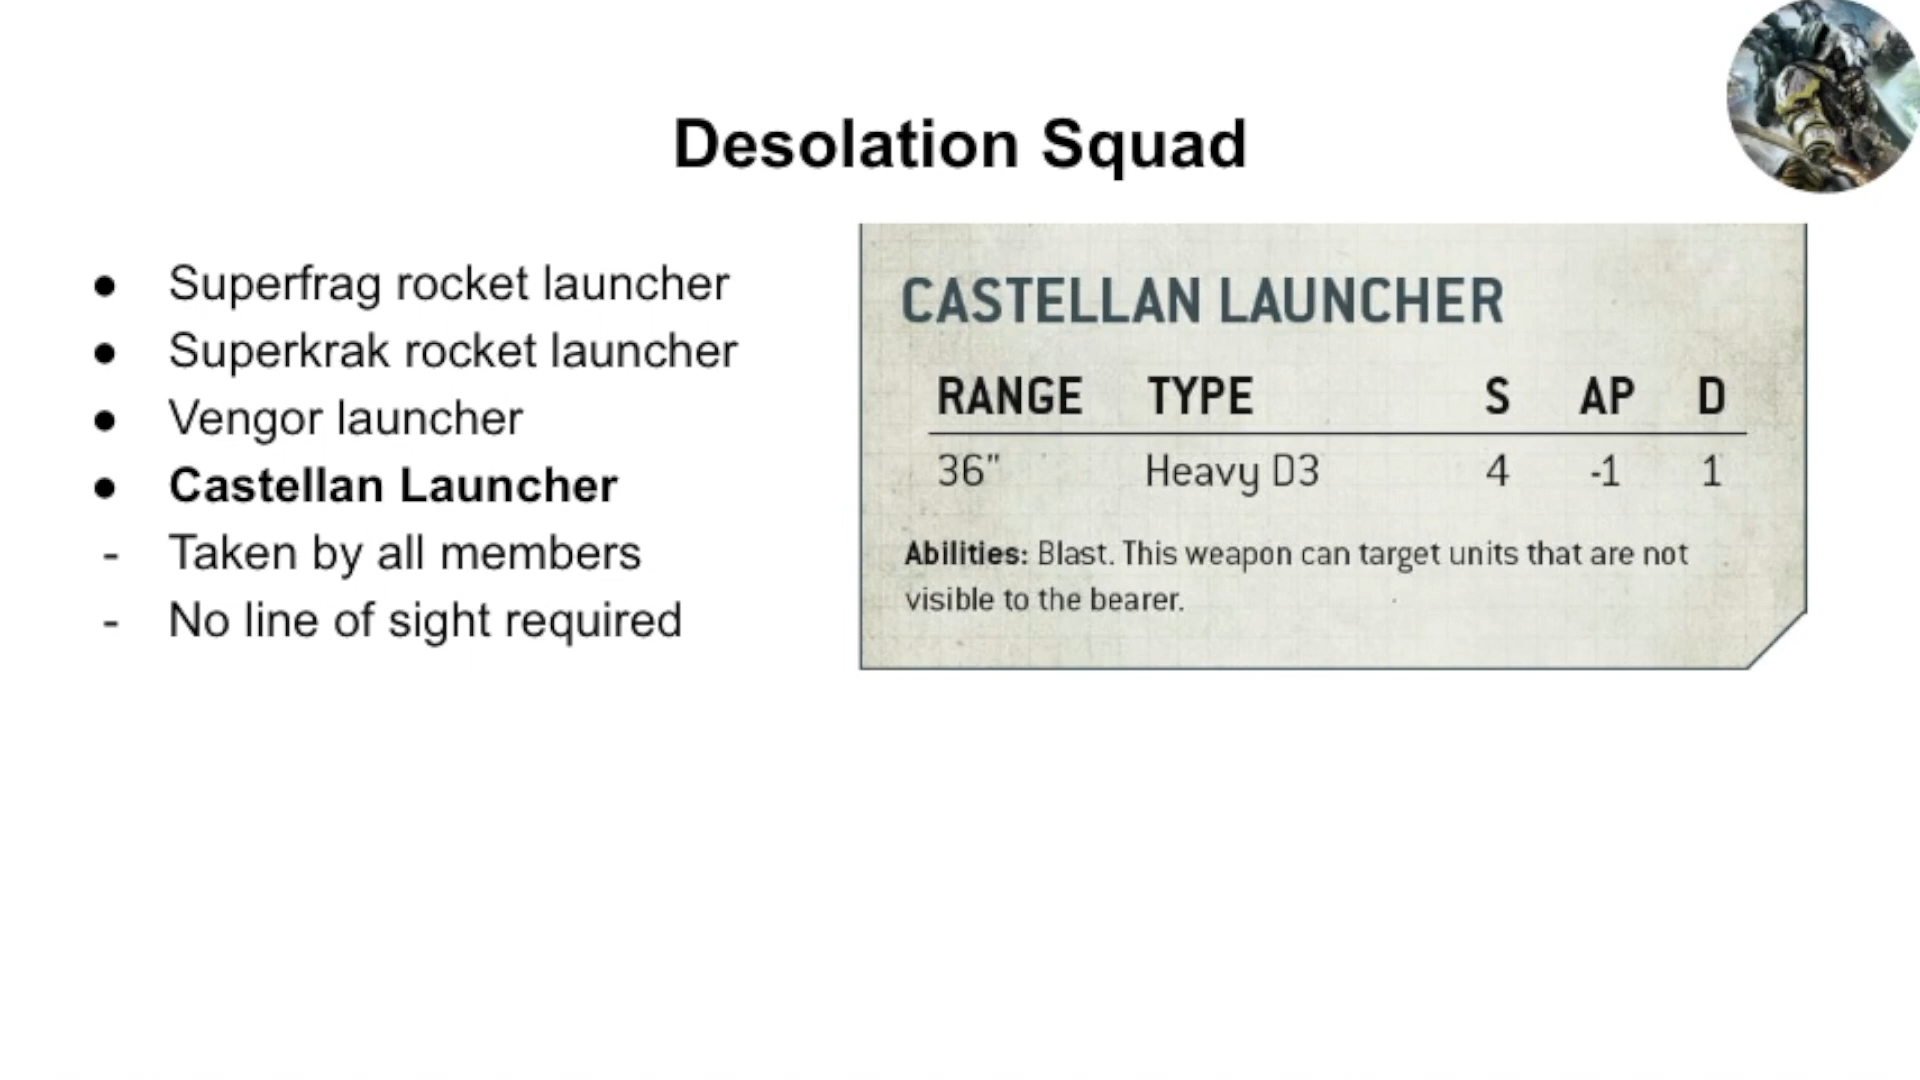 Desolation Squad
● Superfrag rocket launcher
● Superkrak rocket launcher
● Vengor launcher
● Castellan Launcher
- Taken by all members
- No line of sight required
CASTELLAN LAUNCHER
RANGE TYPE S AP D
36" Heavy D3 4 -1 1
Abilities: Blast. This weapon can target units that are not
visible to the bearer.